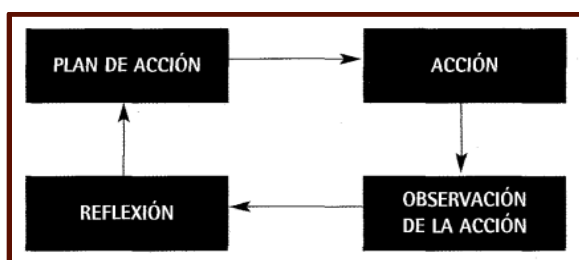 PLAN DE ACCIÓN
ACCIÓN
REFLEXIÓN
OBSERVACIÓN
DE LA ACCIÓN